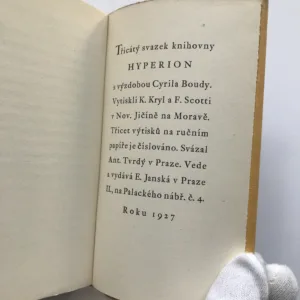 Třicátý svazek knihovny
HYPERION
s výzdobou Cyrila Boudy.
Vytiskli K. Kryl a F. Scotti
v Nov. Jičíně na Moravě.
Třicet výtisků na ručním
papíře je číslováno. Svázal
Ant. Tvrdý v Praze. Vede
a vydává E. Janská v Praze
II., na Palackého nábř. č. 4.
Roku 1927